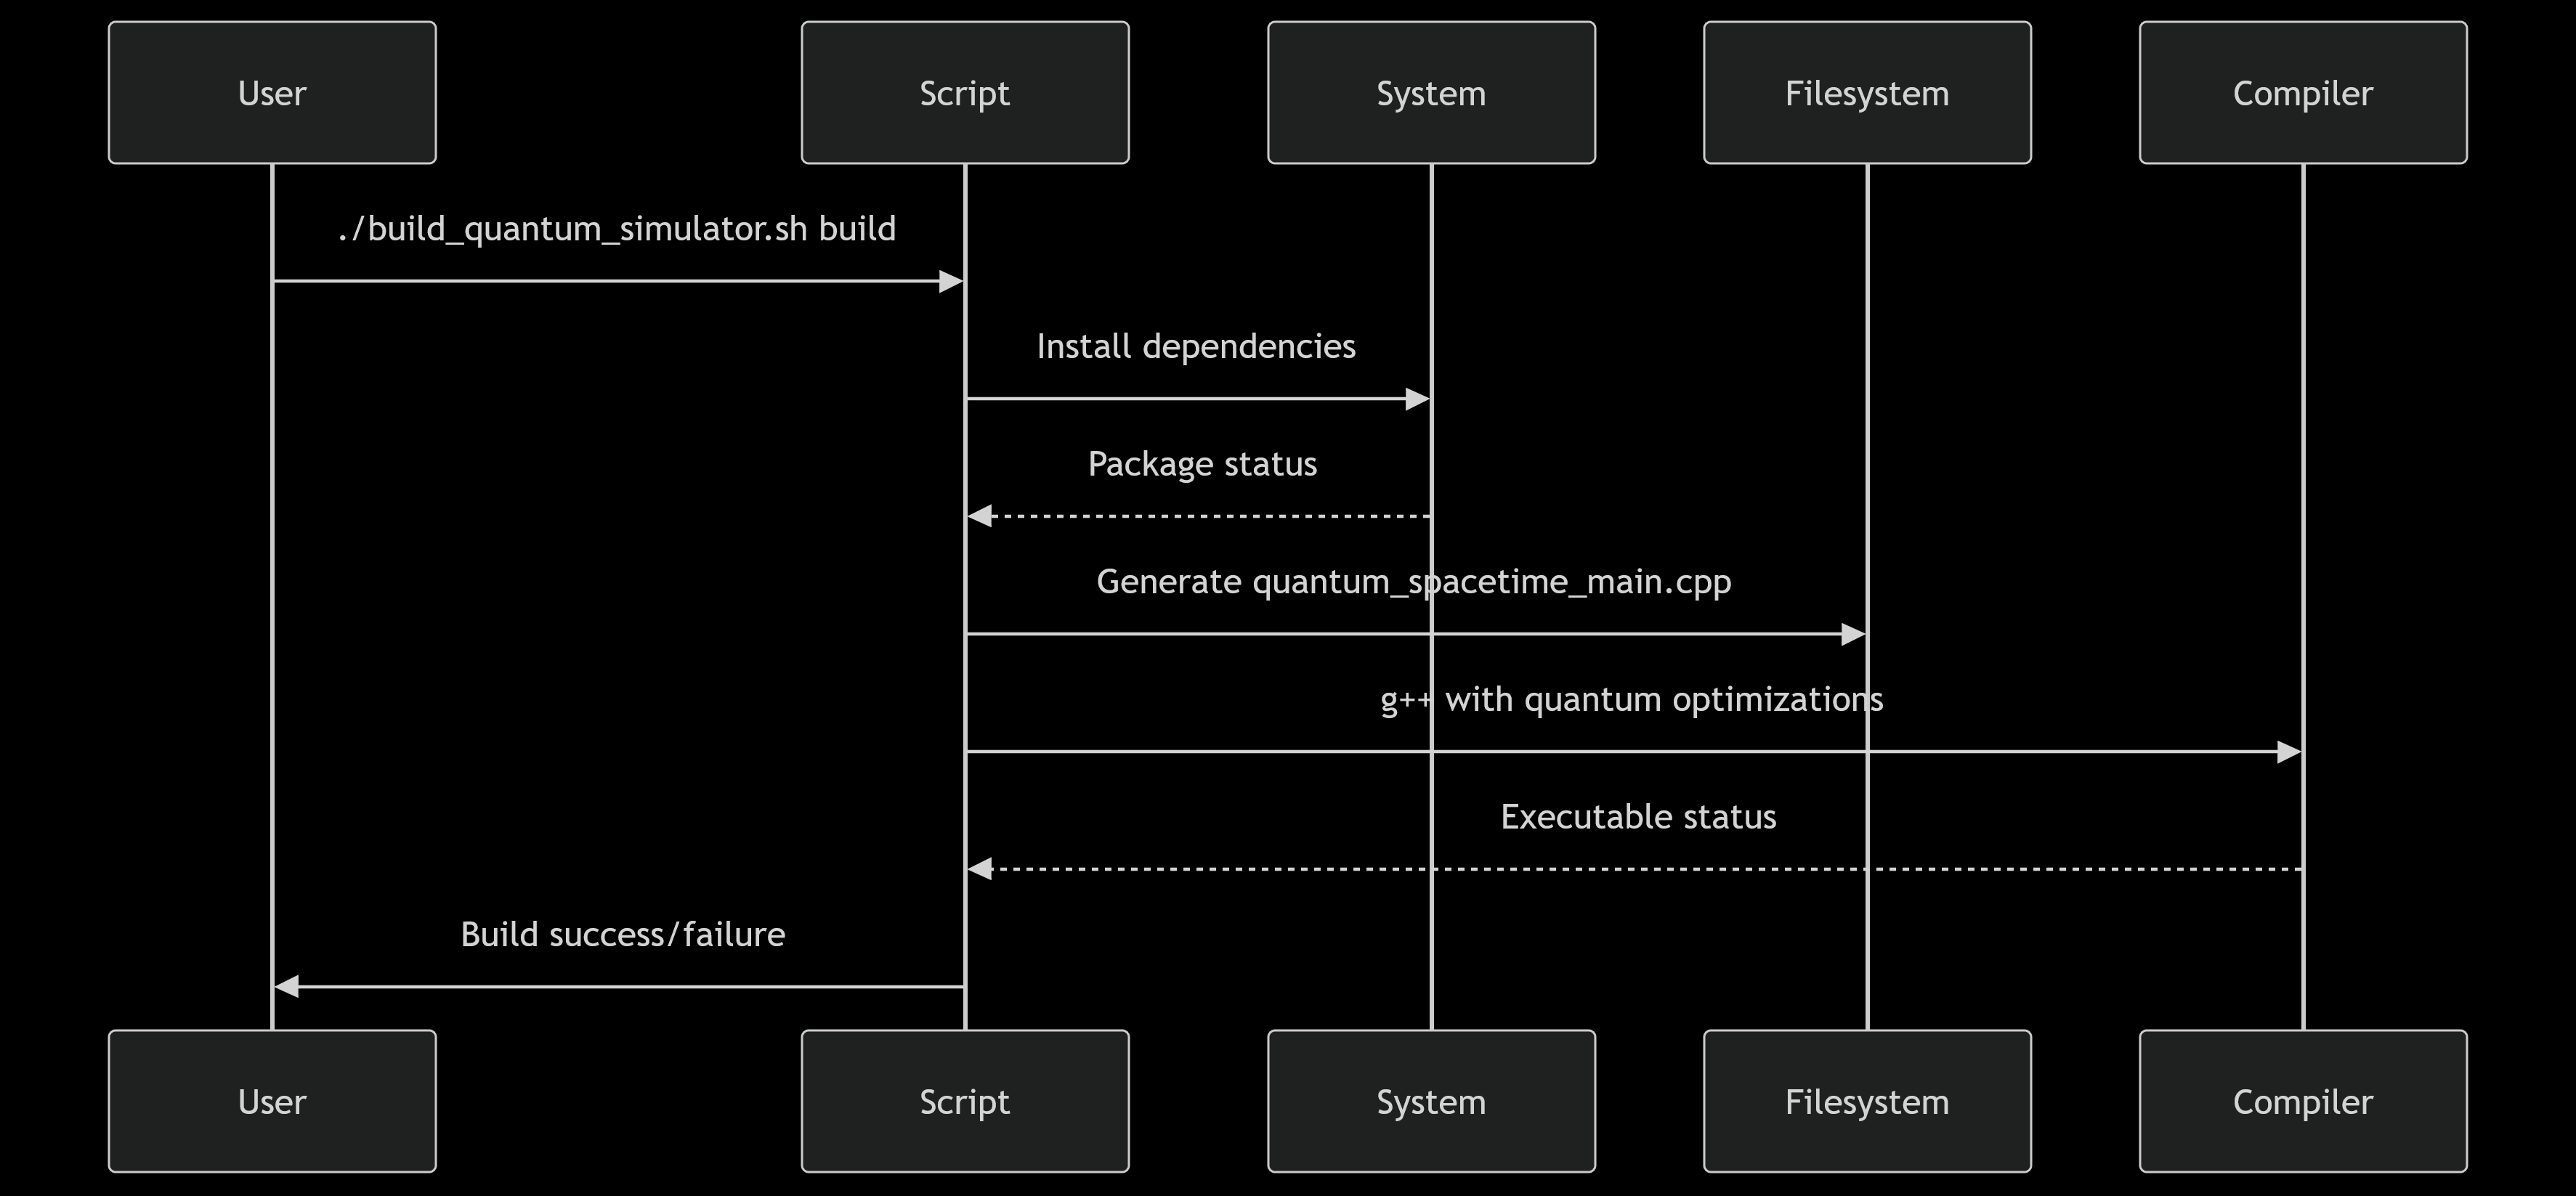 User
Script
System
Filesystem
Compiler
./build_quantum_simulator.sh build
Install dependencies
Package status
Generate quantum_spacetime_main.cpp
g++ with quantum optimizations
Executable status
Build success/failure
User
Script
System
Filesystem
Compiler